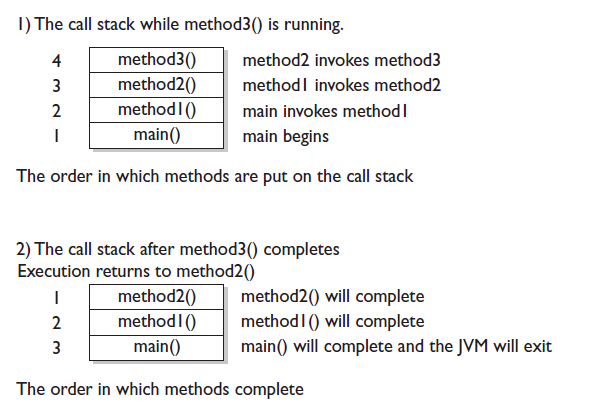 1) The call stack while method3() is running.
4 method3() method2 invokes method3
3 method2() method1 invokes method2
2 method1() main invokes method1
1 main() main begins
The order in which methods are put on the call stack
2) The call stack after method3() completes
Execution returns to method2()
1 method2() method2() will complete
2 method1() method1() will complete
3 main() main() will complete and the JVM will exit
The order in which methods complete